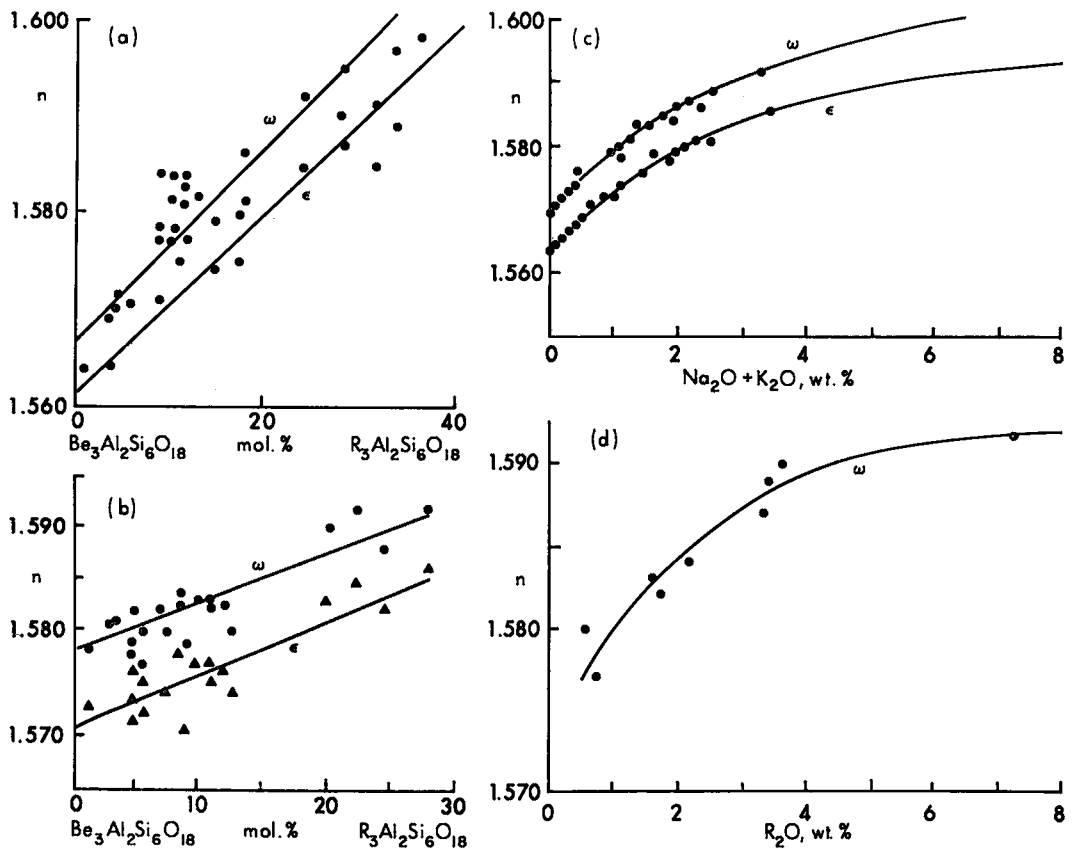 (a)
1.600
n
1.580
1.560
ω
ε
0 20 40
Be₃Al₂Si₆O₁₈ mol. % R₃Al₂Si₆O₁₈
(b)
1.590
n
1.580
1.570
ω
ε
0 10 20 30
Be₃Al₂Si₆O₁₈ mol. % R₃Al₂Si₆O₁₈
(c)
1.600
n
1.580
1.560
ω
ε
0 2 4 6 8
Na₂O + K₂O, wt. %
(d)
1.590
n
1.580
1.570
ω
0 2 4 6 8
R₂O, wt. %